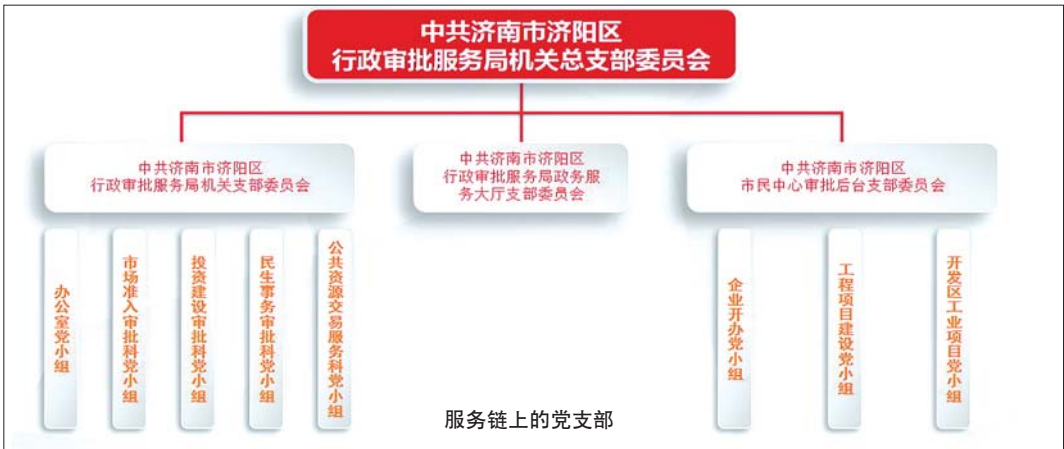 中共济南市济阳区
行政审批服务局机关总支部委员会
中共济南市济阳区
行政审批服务局机关支部委员会
中共济南市济阳区
行政审批服务局政务服
务大厅支部委员会
中共济南市济阳区
市民中心审批后台支部委员会
办公室党小组
市场准入审批科党小组
投资建设审批科党小组
民生事务审批科党小组
公共资源交易服务科党小组
企业开办党小组
工程项目建设党小组
开发区工业项目党小组
服务链上的党支部